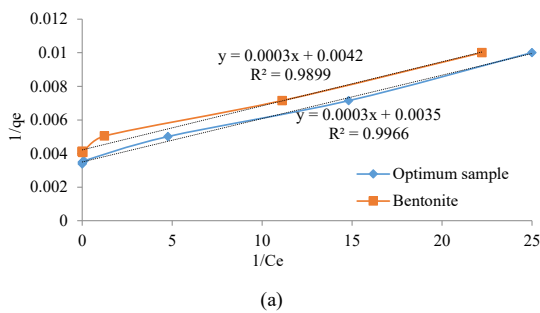 0.012
0.01
0.008
0.006
0.004
0.002
0
1/qe
y = 0.0003x + 0.0042
R² = 0.9899
y = 0.0003x + 0.0035
R² = 0.9966
Optimum sample
Bentonite
0 5 10 15 20 25
1/Ce
(a)